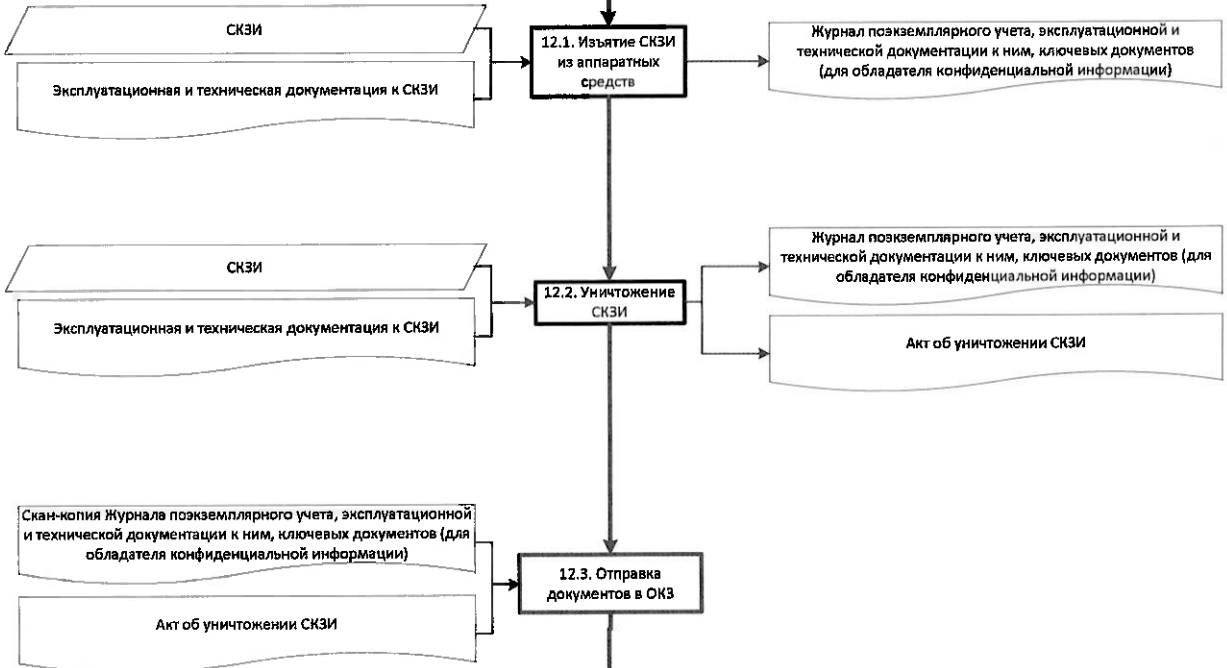 СКЗИ
Эксплуатационная и техническая документация к СКЗИ
12.1. Изъятие СКЗИ
из аппаратных
средств
Журнал поэкземплярного учета, эксплуатационной и
технической документации к ним, ключевых документов
(для обладателя конфиденциальной информации)
СКЗИ
Эксплуатационная и техническая документация к СКЗИ
12.2. Уничтожение
СКЗИ
Журнал поэкземплярного учета, эксплуатационной и
технической документации к ним, ключевых документов (для
обладателя конфиденциальной информации)
Акт об уничтожении СКЗИ
Скан-копия Журнала поэкземплярного учета, эксплуатационной
и технической документации к ним, ключевых документов (для
обладателя конфиденциальной информации)
Акт об уничтожении СКЗИ
12.3. Отправка
документов в ОКЗ